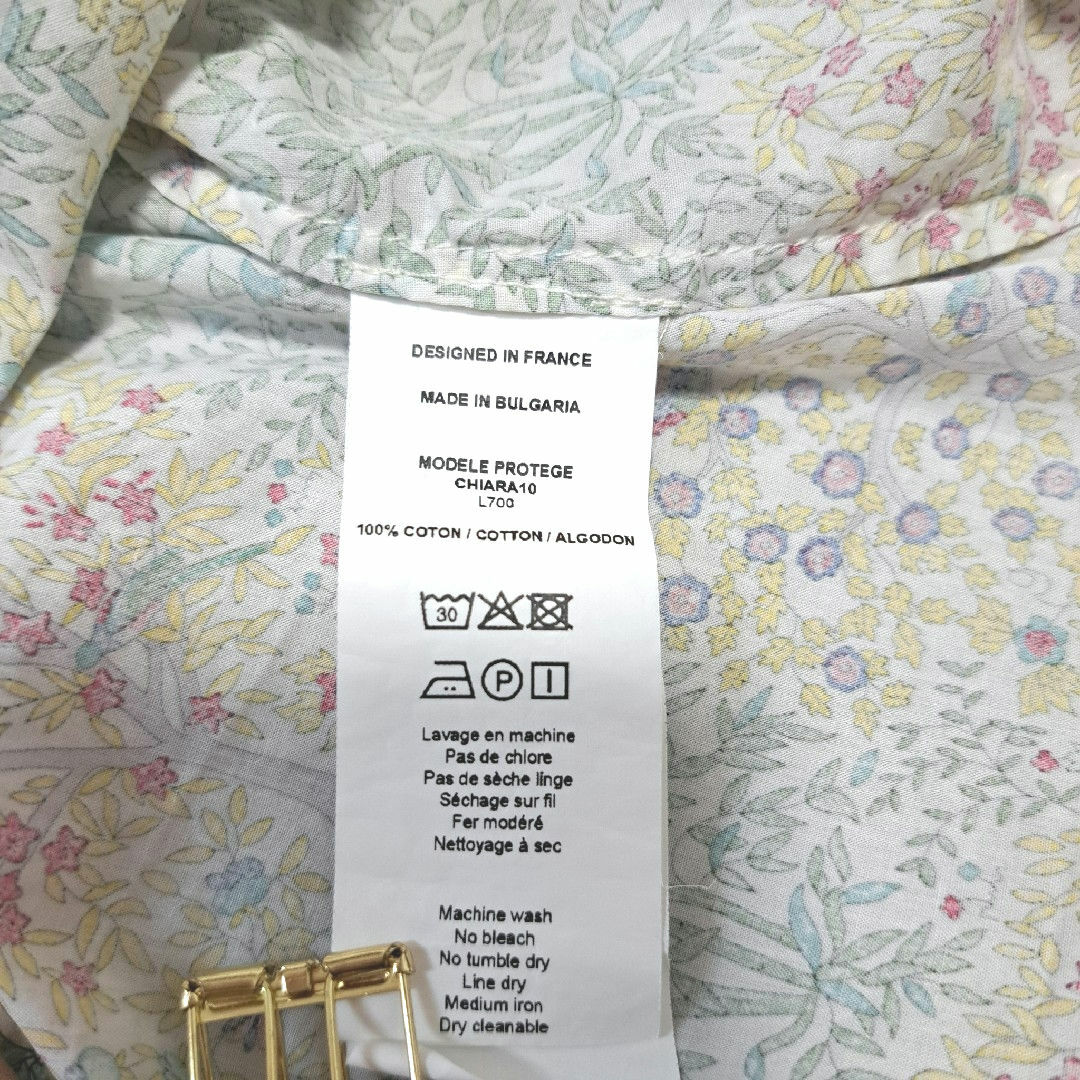 DESIGNED IN FRANCE
MADE IN BULGARIA
MODELE PROTEGE
CHIARA10
100% COTON / COTTON / ALGODON
30
P
Lavage en machine
Pas de chlore
Pas de sèche linge
Séchage sur fil
Fer modéré
Nettoyage à sec
Machine wash
No bleach
No tumble dry
Line dry
Medium iron
Dry cleanable